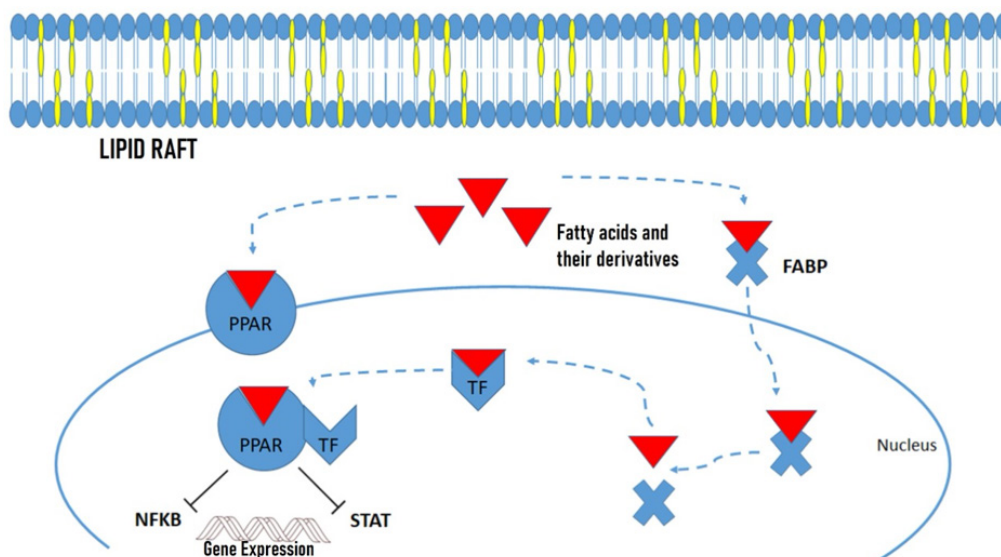 LIPID RAFT
Fatty acids and
their derivatives
FABP
PPAR
TF
PPAR
TF
Nucleus
NFKB
STAT
Gene Expression